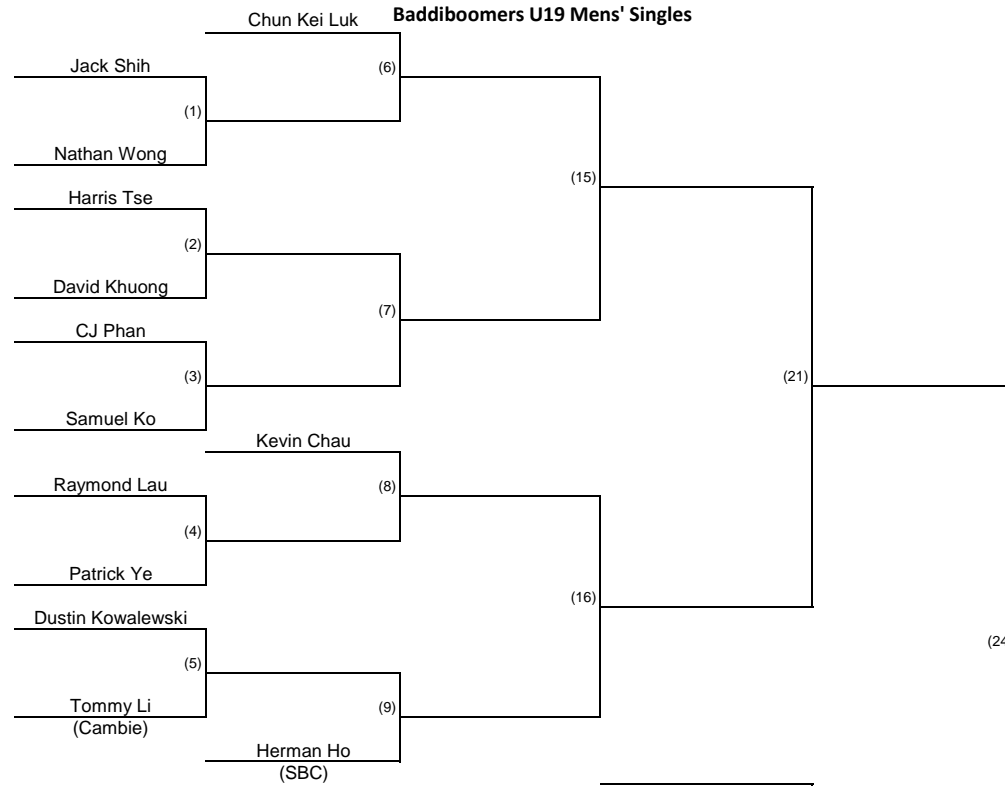 Baddiboomers U19 Mens' Singles
Chun Kei Luk
(6)
Jack Shih
(1)
Nathan Wong
(15)
Harris Tse
(2)
David Khuong
(7)
CJ Phan
(3)
(21)
Samuel Ko
Kevin Chau
(8)
Raymond Lau
(4)
Patrick Ye
(16)
Dustin Kowalewski
(24
(5)
Tommy Li
(Cambie)
(9)
Herman Ho
(SBC)